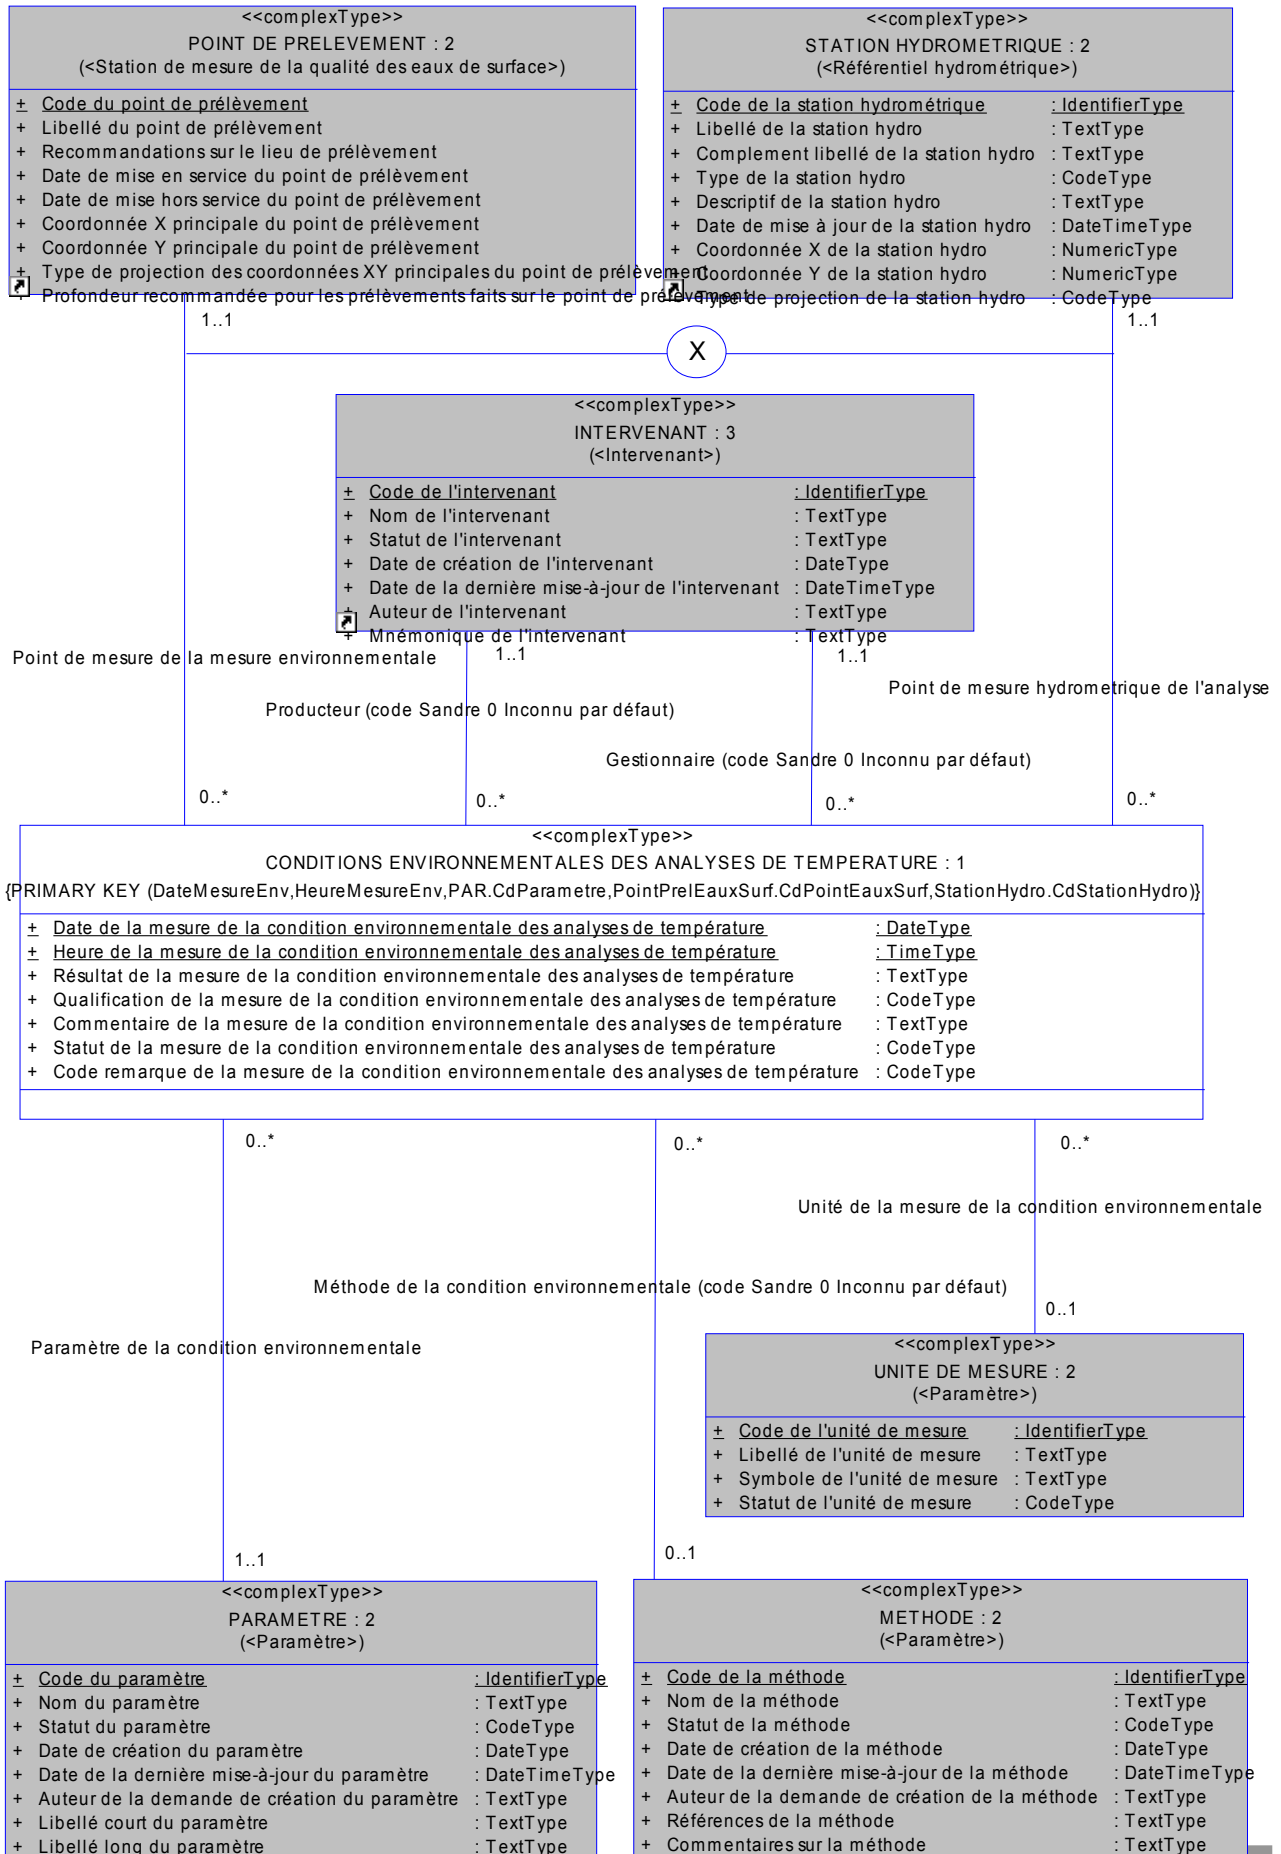 <<complexType>>
POINT DE PRELEVEMENT : 2
(<Station de mesure de la qualité des eaux de surface>)
+ Code du point de prélèvement
+ Libellé du point de prélèvement
+ Recommandations sur le lieu de prélèvement
+ Date de mise en service du point de prélèvement
+ Date de mise hors service du point de prélèvement
+ Coordonnée X principale du point de prélèvement
+ Coordonnée Y principale du point de prélèvement
+ Type de projection des coordonnées XY principales du point de prélèvement
+ Profondeur recommandée pour les prélèvements faits sur le point de prélèvement
<<complexType>>
STATION HYDROMETRIQUE : 2
(<Référentiel hydrométrique>)
+ Code de la station hydrométrique : IdentifierType
+ Libellé de la station hydro : TextType
+ Complement libellé de la station hydro : TextType
+ Type de la station hydro : CodeType
+ Descriptif de la station hydro : TextType
+ Date de mise à jour de la station hydro : DateTimeType
+ Coordonnée X de la station hydro : NumericType
+ Coordonnée Y de la station hydro : NumericType
+ Type de projection de la station hydro : CodeType
1..1
1..1
X
<<complexType>>
INTERVENANT : 3
(<Intervenant>)
+ Code de l'intervenant : IdentifierType
+ Nom de l'intervenant : TextType
+ Statut de l'intervenant : TextType
+ Date de création de l'intervenant : DateType
+ Date de la dernière mise-à-jour de l'intervenant : DateTimeType
+ Auteur de l'intervenant : TextType
+ Mnémonique de l'intervenant : TextType
1..1
1..1
Point de mesure de la mesure environnementale
Point de mesure hydrometrique de l'analyse
Producteur (code Sandre 0 Inconnu par défaut)
Gestionnaire (code Sandre 0 Inconnu par défaut)
0..*
0..*
0..*
0..*
<<complexType>>
CONDITIONS ENVIRONNEMENTALES DES ANALYSES DE TEMPERATURE : 1
{PRIMARY KEY (DateMesureEnv,HeureMesureEnv,PAR.CdParametre,PointPrelEauxSurf.CdPointEauxSurf,StationHydro.CdStationHydro)}
+ Date de la mesure de la condition environnementale des analyses de température : DateType
+ Heure de la mesure de la condition environnementale des analyses de température : TimeType
+ Résultat de la mesure de la condition environnementale des analyses de température : TextType
+ Qualification de la mesure de la condition environnementale des analyses de température : CodeType
+ Commentaire de la mesure de la condition environnementale des analyses de température : TextType
+ Statut de la mesure de la condition environnementale des analyses de température : CodeType
+ Code remarque de la mesure de la condition environnementale des analyses de température : CodeType
0..*
0..*
0..*
Unité de la mesure de la condition environnementale
Méthode de la condition environnementale (code Sandre 0 Inconnu par défaut)
0..1
Paramètre de la condition environnementale
<<complexType>>
UNITE DE MESURE : 2
(<Paramètre>)
+ Code de l'unité de mesure : IdentifierType
+ Libellé de l'unité de mesure : TextType
+ Symbole de l'unité de mesure : TextType
+ Statut de l'unité de mesure : CodeType
1..1
0..1
<<complexType>>
PARAMETRE : 2
(<Paramètre>)
+ Code du paramètre : IdentifierType
+ Nom du paramètre : TextType
+ Statut du paramètre : CodeType
+ Date de création du paramètre : DateType
+ Date de la dernière mise-à-jour du paramètre : DateTimeType
+ Auteur de la demande de création du paramètre : TextType
+ Libellé court du paramètre : TextType
+ Libellé long du paramètre : TextType
<<complexType>>
METHODE : 2
(<Paramètre>)
+ Code de la méthode : IdentifierType
+ Nom de la méthode : TextType
+ Statut de la méthode : CodeType
+ Date de création de la méthode : DateType
+ Date de la dernière mise-à-jour de la méthode : DateTimeType
+ Auteur de la demande de création de la méthode : TextType
+ Références de la méthode : TextType
+ Commentaires sur la méthode : TextType